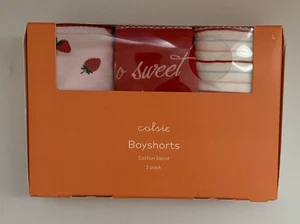 so sweet
colsie
Boyshorts
Cotton blend
3 pack
L